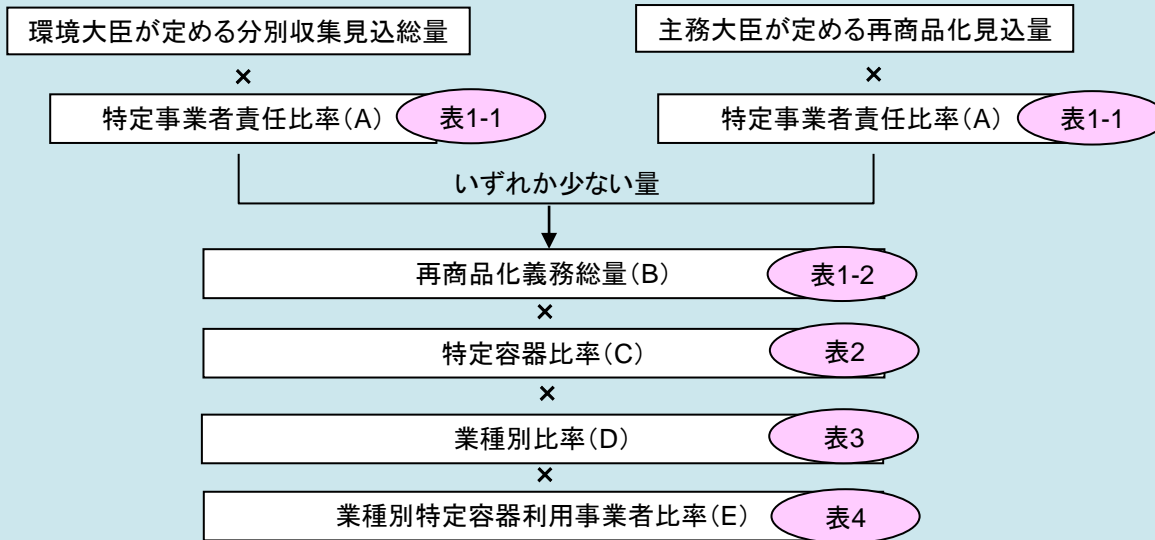 環境大臣が定める分別収集見込総量
主務大臣が定める再商品化見込量
× ×
特定事業者責任比率(A) 表1-1
特定事業者責任比率(A) 表1-1
いずれか少ない量
再商品化義務総量(B) 表1-2
×
特定容器比率(C) 表2
×
業種別比率(D) 表3
×
業種別特定容器利用事業者比率(E) 表4